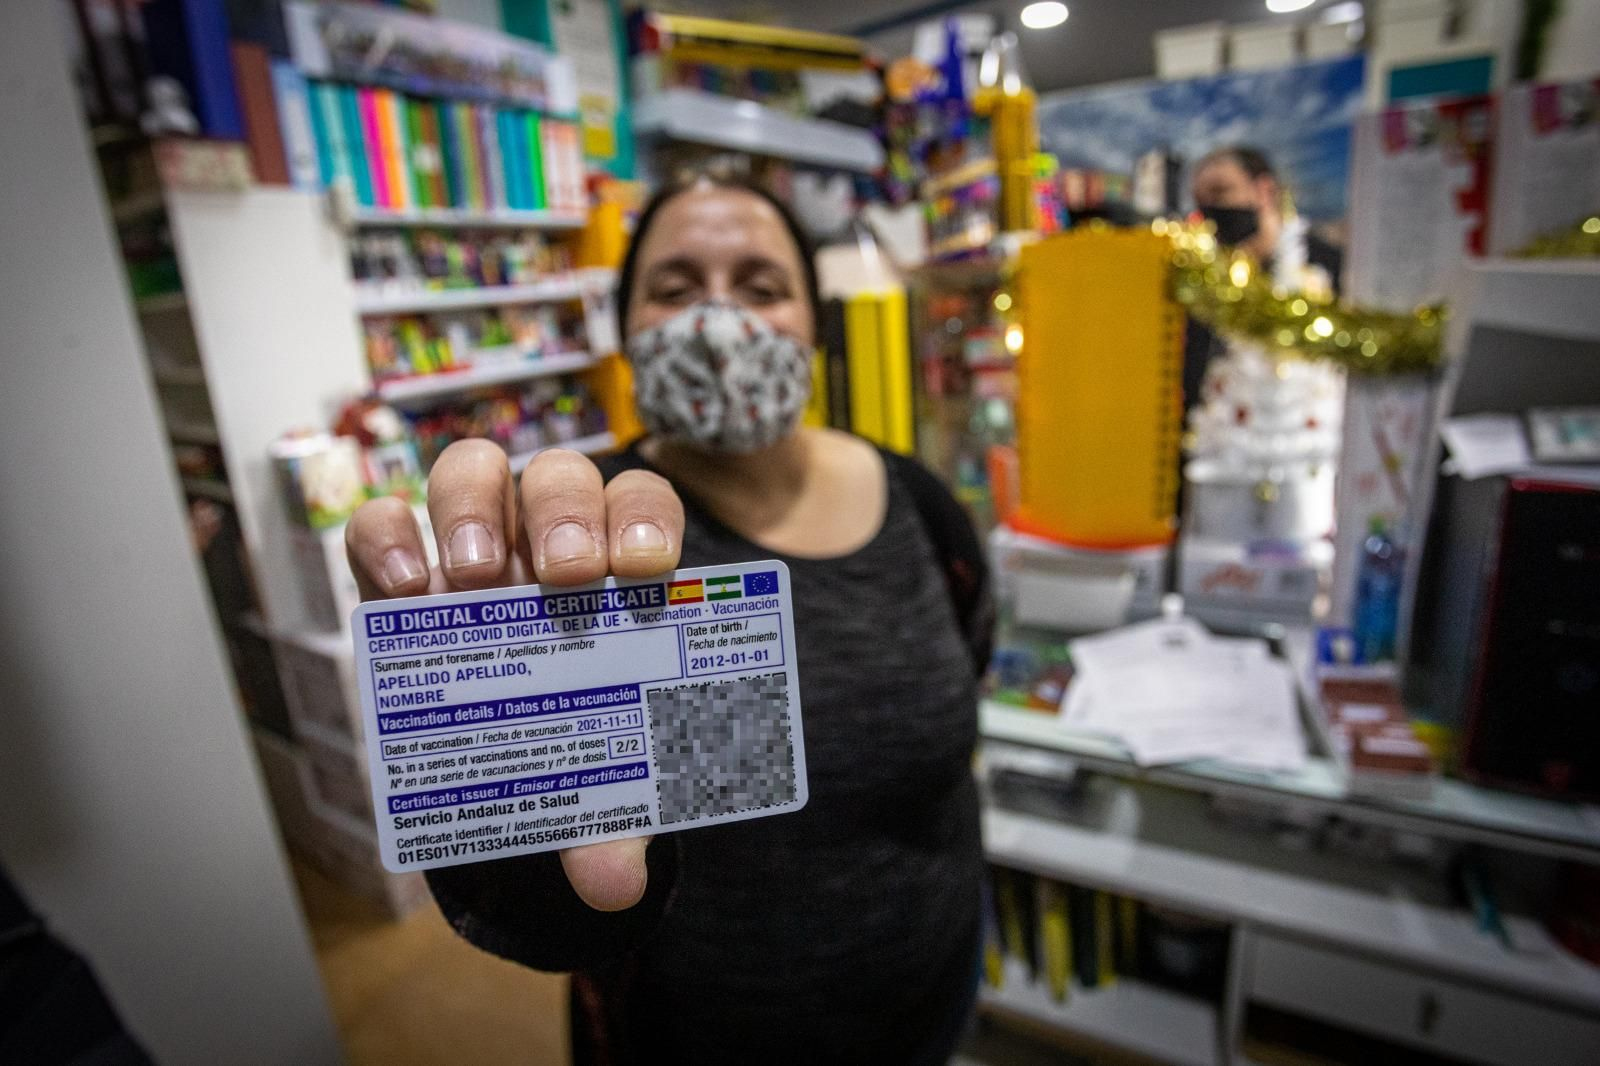 EU DIGITAL COVID CERTIFICATE
CERTIFICADO COVID DIGITAL DE LA UE · Vaccination · Vacunación
Surname and forename / Apellidos y nombre
APELLIDO APELLIDO,
NOMBRE
Date of birth /
Fecha de nacimiento
2012-01-01
Vaccination details / Datos de la vacunación
Date of vaccination / Fecha de vacunación 2021-11-11
No. in a series of vaccinations and no. of doses
Nº en una serie de vacunaciones y nº de dosis
2/2
Certificate issuer / Emisor del certificado
Servicio Andaluz de Salud
Certificate identifier / Identificador del certificado
01ES01V71333444555666777888F#A